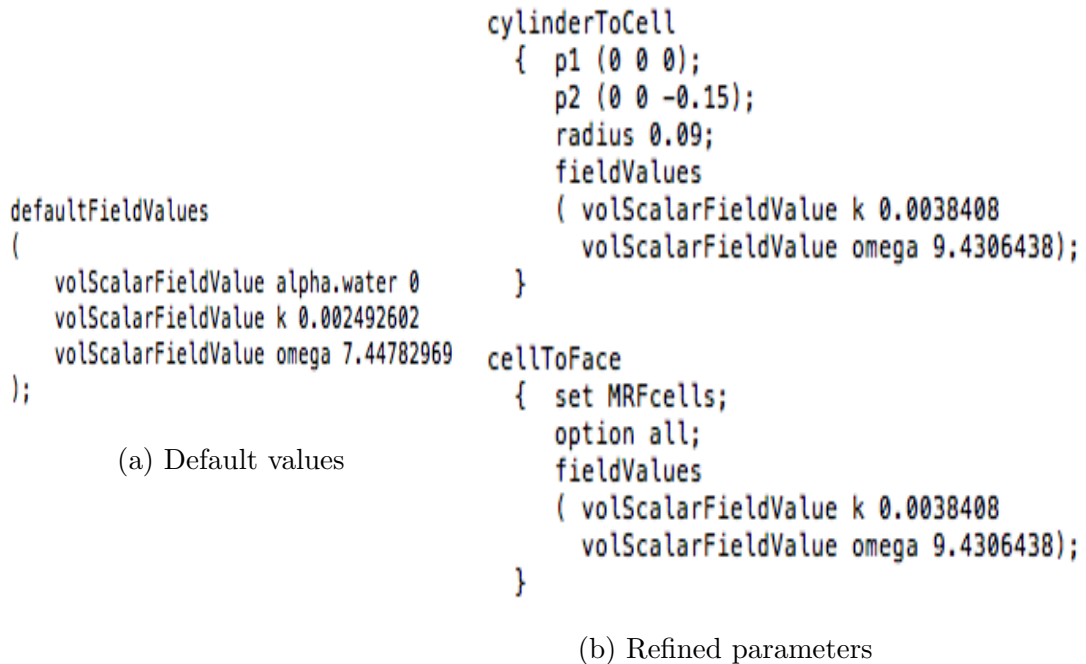 defaultFieldValues
(
volScalarFieldValue alpha.water 0
volScalarFieldValue k 0.002492602
volScalarFieldValue omega 7.44782969
);
(a) Default values
cylinderToCell
{ p1 (0 0 0);
p2 (0 0 -0.15);
radius 0.09;
fieldValues
( volScalarFieldValue k 0.0038408
volScalarFieldValue omega 9.4306438);
}
cellToFace
{ set MRFcells;
option all;
fieldValues
( volScalarFieldValue k 0.0038408
volScalarFieldValue omega 9.4306438);
}
(b) Refined parameters